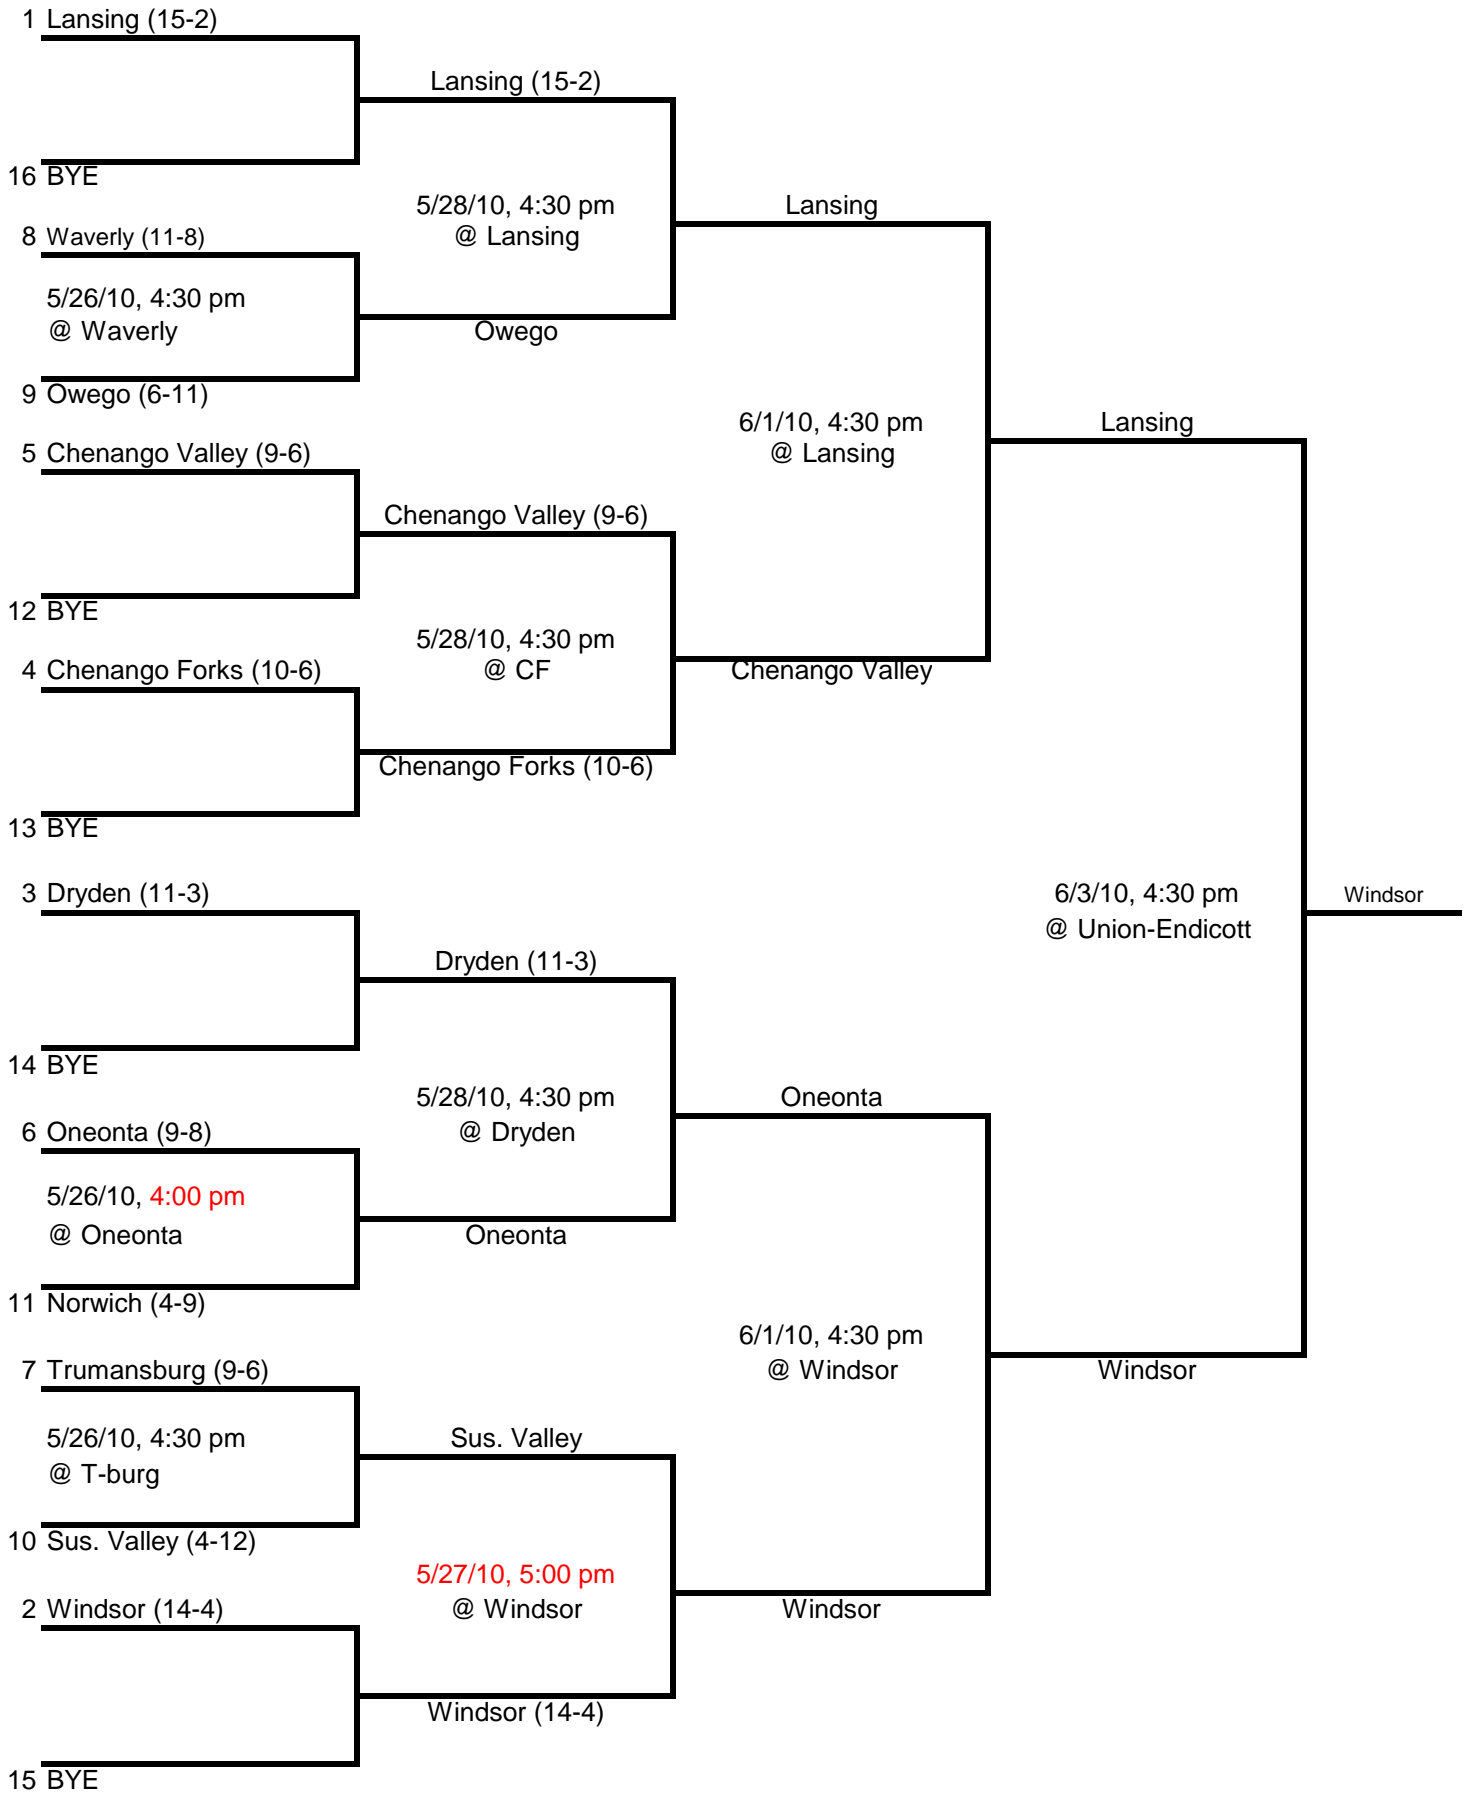 1 Lansing (15-2)
Lansing (15-2)
16 BYE
5/28/10, 4:30 pm
@ Lansing
Lansing
8 Waverly (11-8)
5/26/10, 4:30 pm
@ Waverly
Owego
9 Owego (6-11)
6/1/10, 4:30 pm
@ Lansing
Lansing
5 Chenango Valley (9-6)
Chenango Valley (9-6)
12 BYE
5/28/10, 4:30 pm
@ CF
Chenango Valley
4 Chenango Forks (10-6)
Chenango Forks (10-6)
13 BYE
3 Dryden (11-3)
6/3/10, 4:30 pm
@ Union-Endicott
Windsor
Dryden (11-3)
14 BYE
5/28/10, 4:30 pm
@ Dryden
Oneonta
6 Oneonta (9-8)
5/26/10, 4:00 pm
@ Oneonta
Oneonta
11 Norwich (4-9)
6/1/10, 4:30 pm
@ Windsor
Windsor
7 Trumansburg (9-6)
5/26/10, 4:30 pm
@ T-burg
Sus. Valley
10 Sus. Valley (4-12)
5/27/10, 5:00 pm
@ Windsor
Windsor
2 Windsor (14-4)
Windsor (14-4)
15 BYE